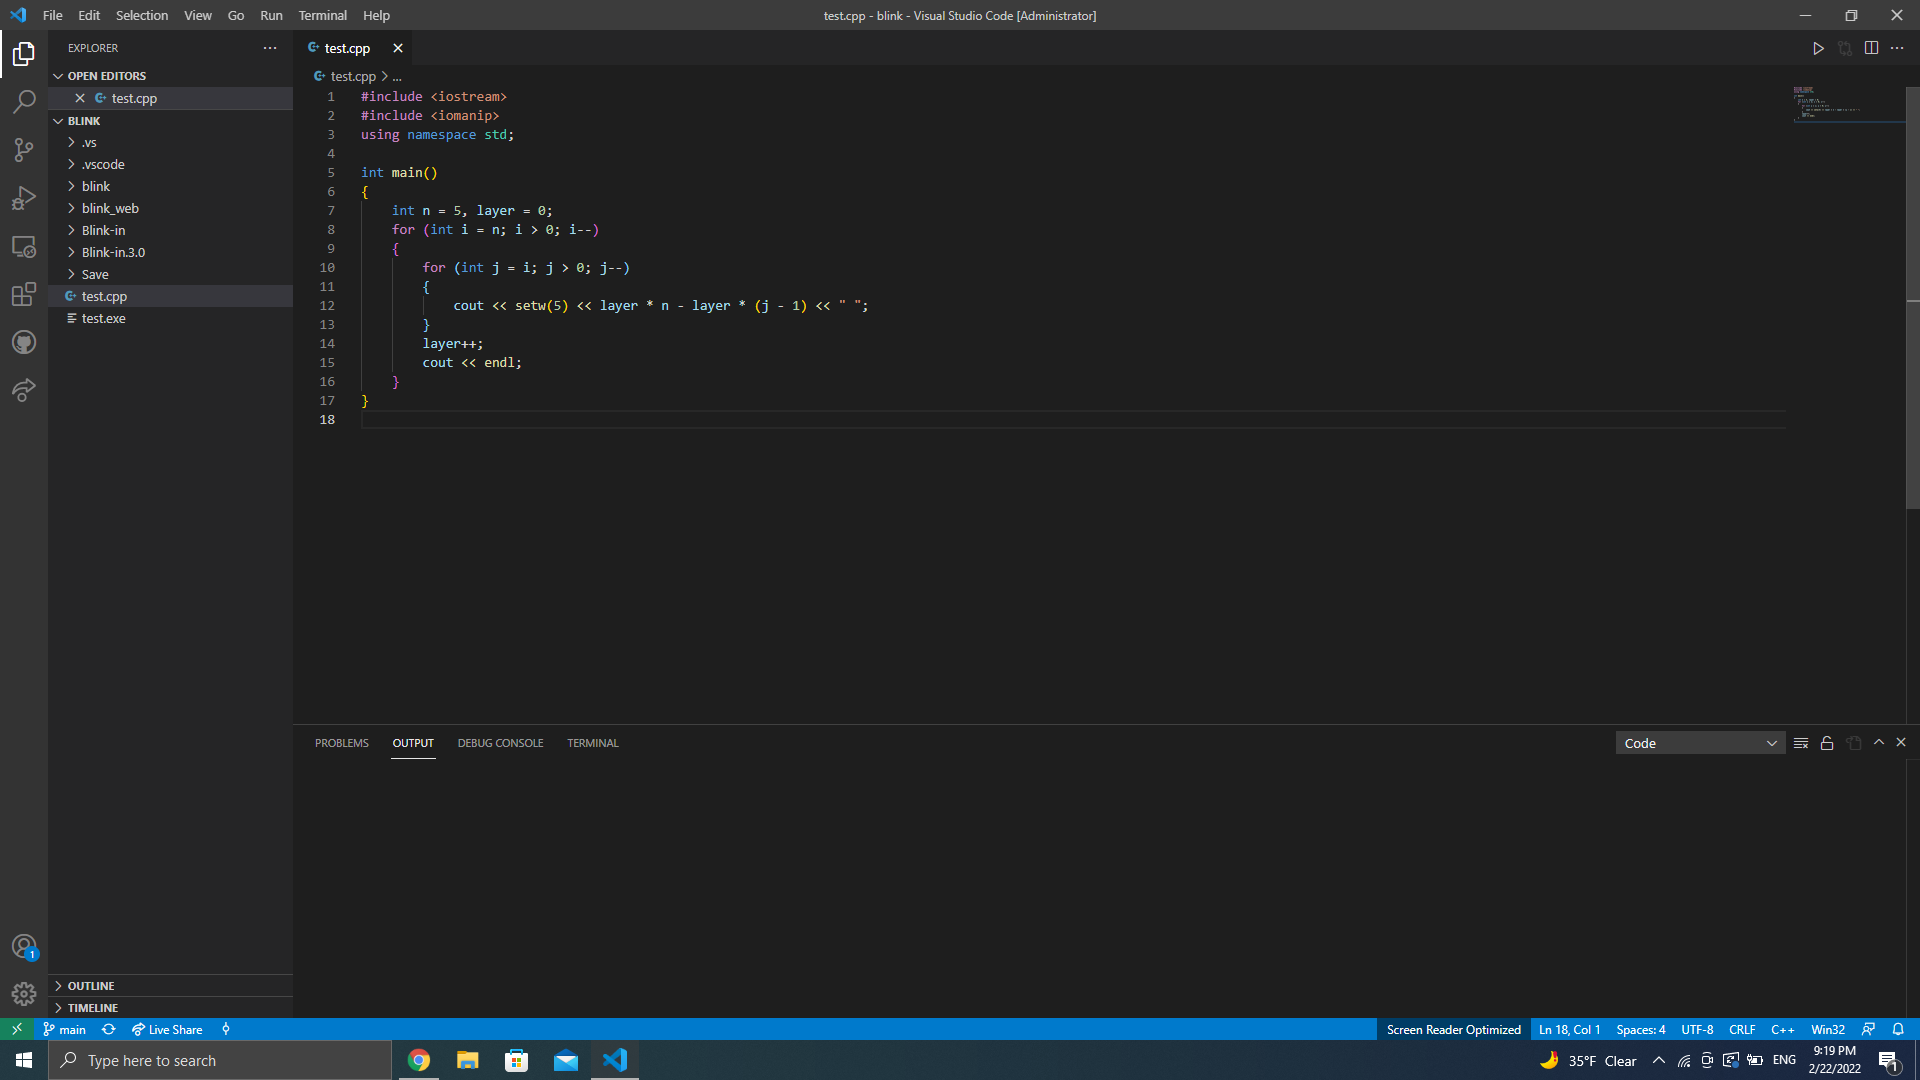 File Edit Selection View Go Run Terminal Help
test.cpp - blink - Visual Studio Code [Administrator]
EXPLORER
OPEN EDITORS
test.cpp
BLINK
.vs
.vscode
blink
blink_web
Blink-in
Blink-in.3.0
Save
test.cpp
test.exe
OUTLINE
TIMELINE
test.cpp
test.cpp > ...
1 #include <iostream>
2 #include <iomanip>
3 using namespace std;
4
5 int main()
6 {
7 int n = 5, layer = 0;
8 for (int i = n; i > 0; i--)
9 {
10 for (int j = i; j > 0; j--)
11 {
12 cout << setw(5) << layer * n - layer * (j - 1) << " ";
13 }
14 layer++;
15 cout << endl;
16 }
17 }
18
PROBLEMS OUTPUT DEBUG CONSOLE TERMINAL
Code
1
main Live Share
Screen Reader Optimized Ln 18, Col 1 Spaces: 4 UTF-8 CRLF C++ Win32
Type here to search
35°F Clear
ENG
9:19 PM
2/22/2022
1